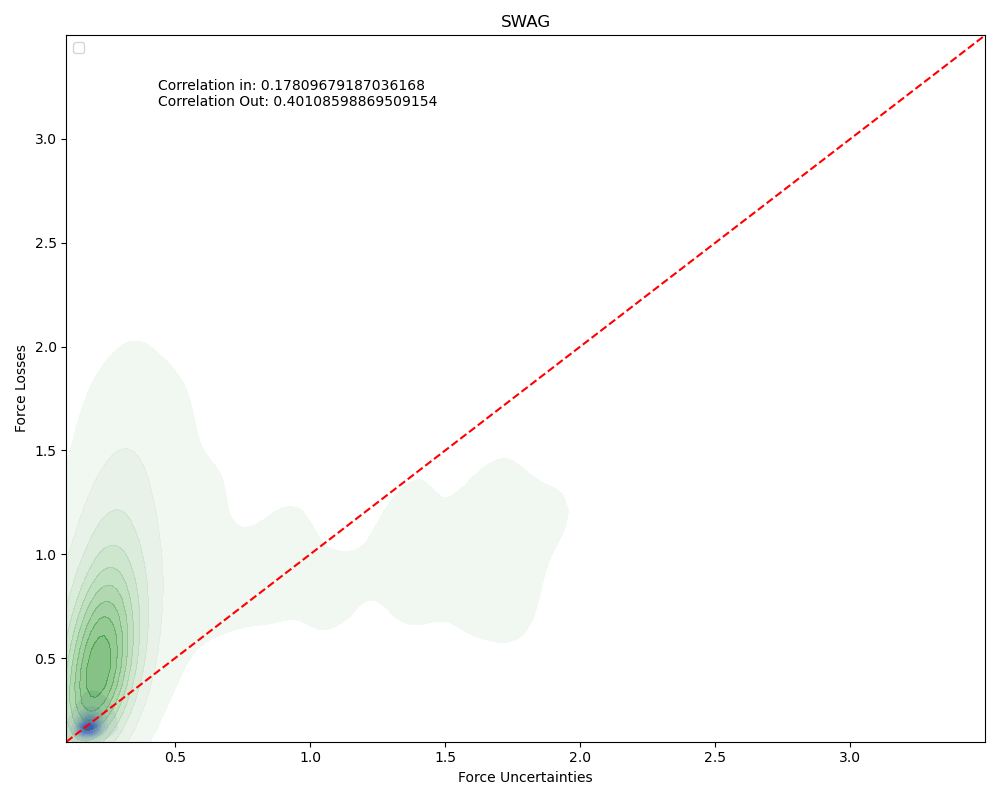 SWAG
Correlation in: 0.17809679187036168
Correlation Out: 0.40108598869509154
3.0
2.5
2.0
1.5
1.0
0.5
Force Losses
0.5 1.0 1.5 2.0 2.5 3.0
Force Uncertainties